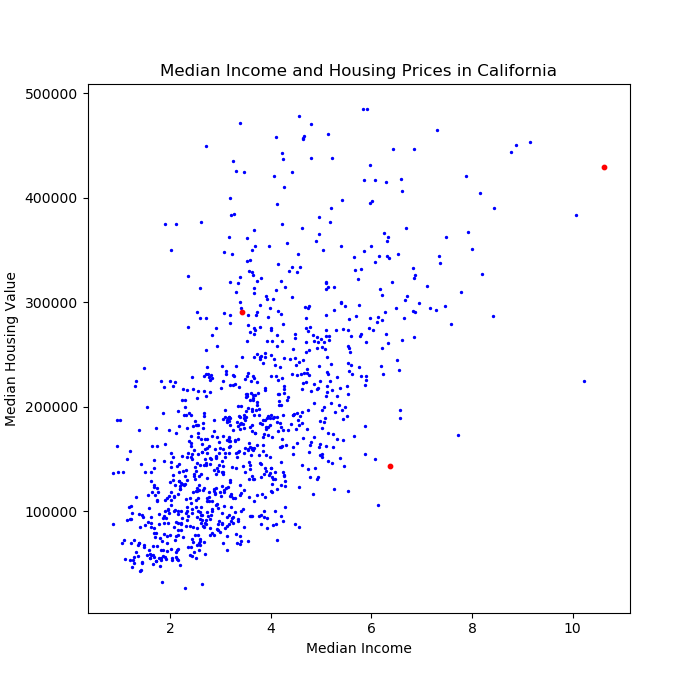 Median Income and Housing Prices in California
500000
400000
300000
200000
100000
Median Housing Value
2 4 6 8 10
Median Income